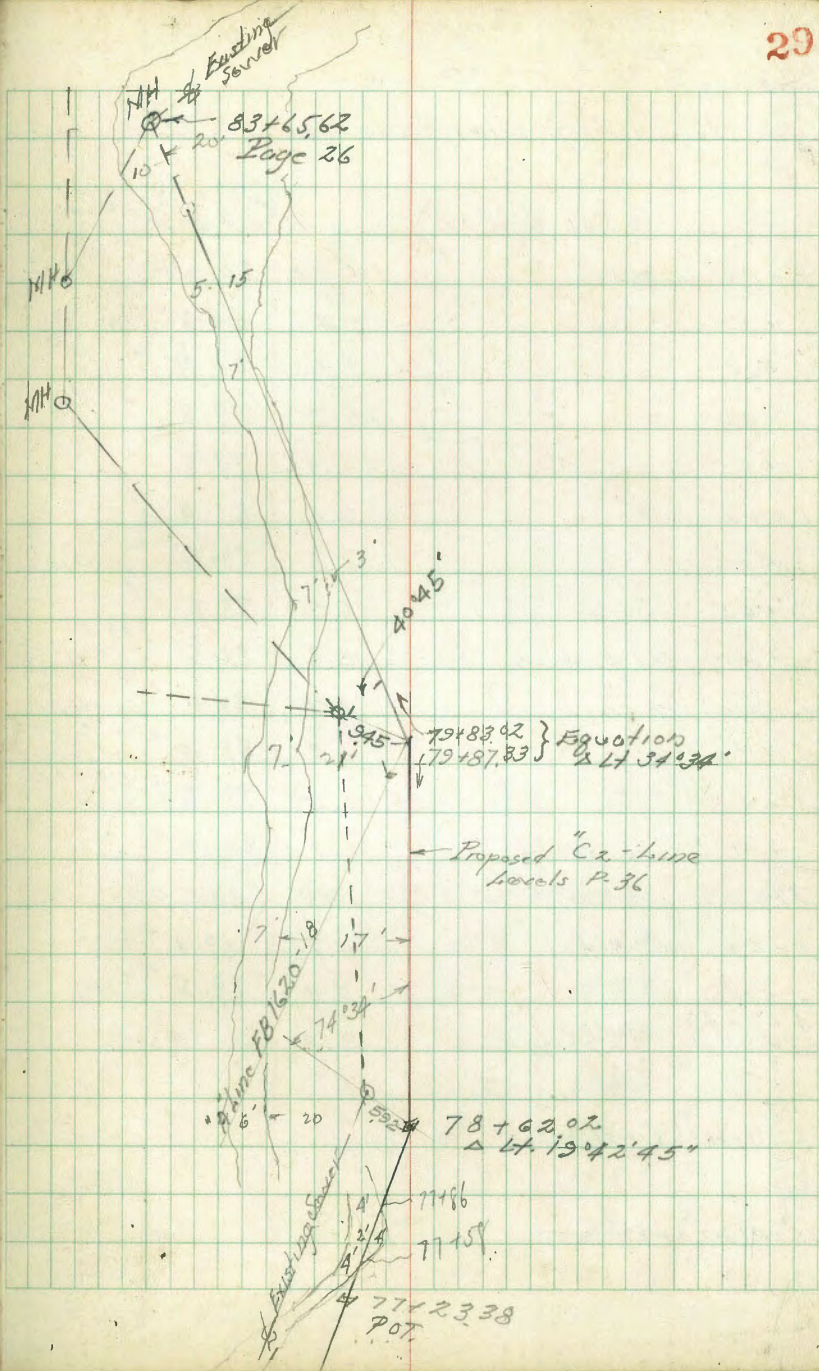 29
MH ℄ Existing
Sewer
83+65.62
Page 26
20'
10
MH
5 15
7'
MH
3'
7'
40°45'
9.45
79+83.02 } Equation
79+87.33 Δ Lt 34°34'
7' 21'
Proposed "C2-Line
Levels P-36
7 17'
74°34'
"A" Line FB1620-18
6' 20
5.92
78+62.02
Δ Lt. 19°42'45"
℄ Existing Sewer
4' 77+86
2' 4'
4' 77+58
77+23.38
POT.